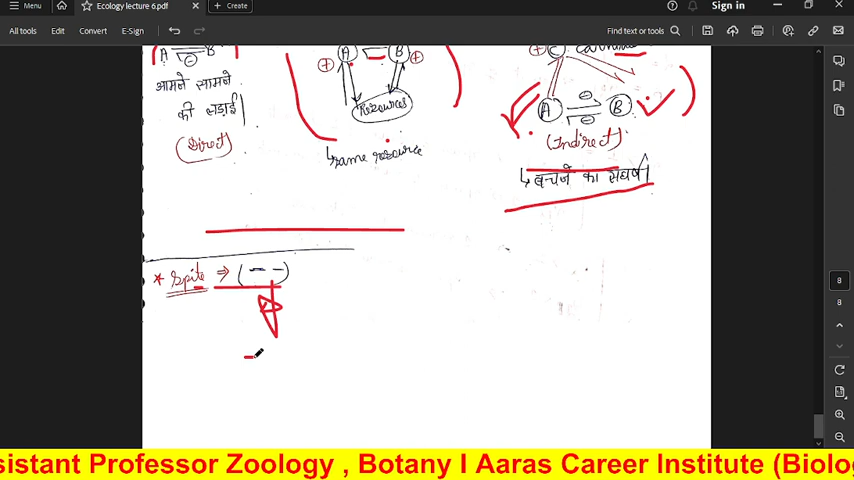 Menu
Ecology lecture 6.pdf
Create
Sign in
All tools
Edit
Convert
E-Sign
Find text or tools
A B
आमने सामने
की लड़ाई
(Direct)
A B
Resources
same resource
C
A B
(Indirect)
बचने का संघर्ष
* Spite ⇒ (– –)
8
8
sistant Professor Zoology , Botany I Aaras Career Institute (Biolo